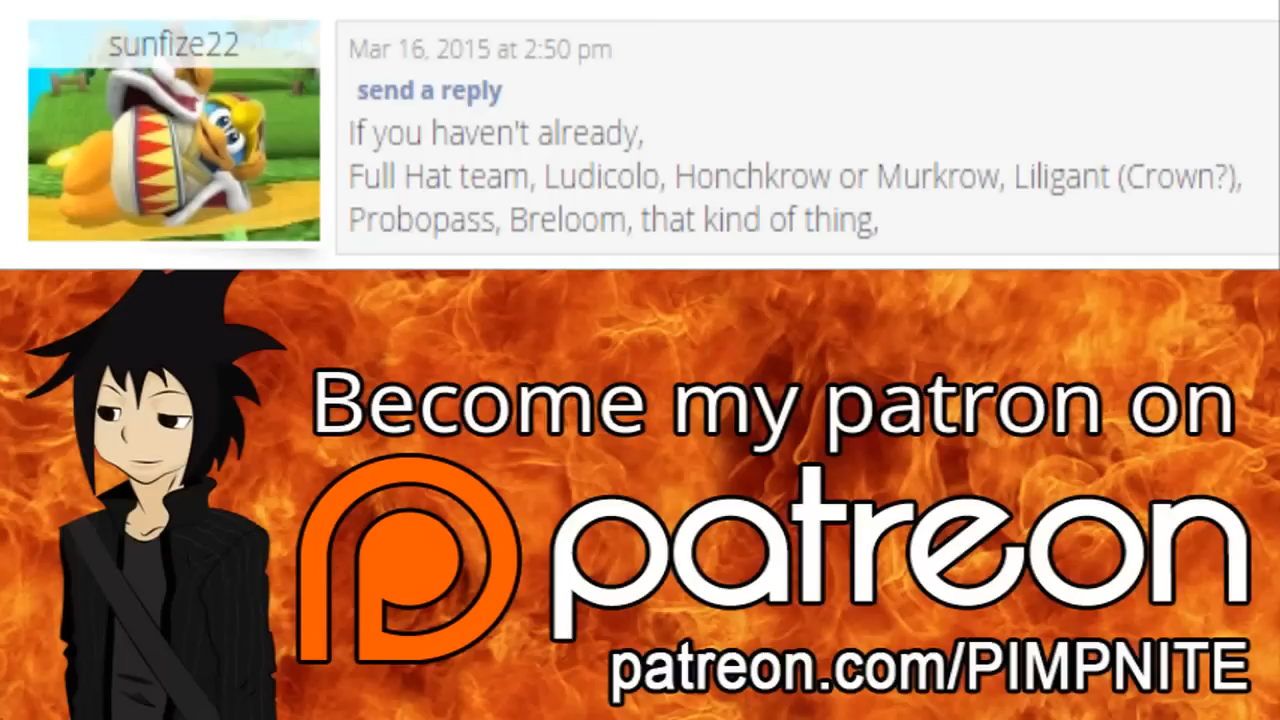 sunfize22
Mar 16, 2015 at 2:50 pm
send a reply
If you haven't already,
Full Hat team, Ludicolo, Honchkrow or Murkrow, Liligant (Crown?),
Probopass, Breloom, that kind of thing,
Become my patron on
patreon
patreon.com/PIMPNITE